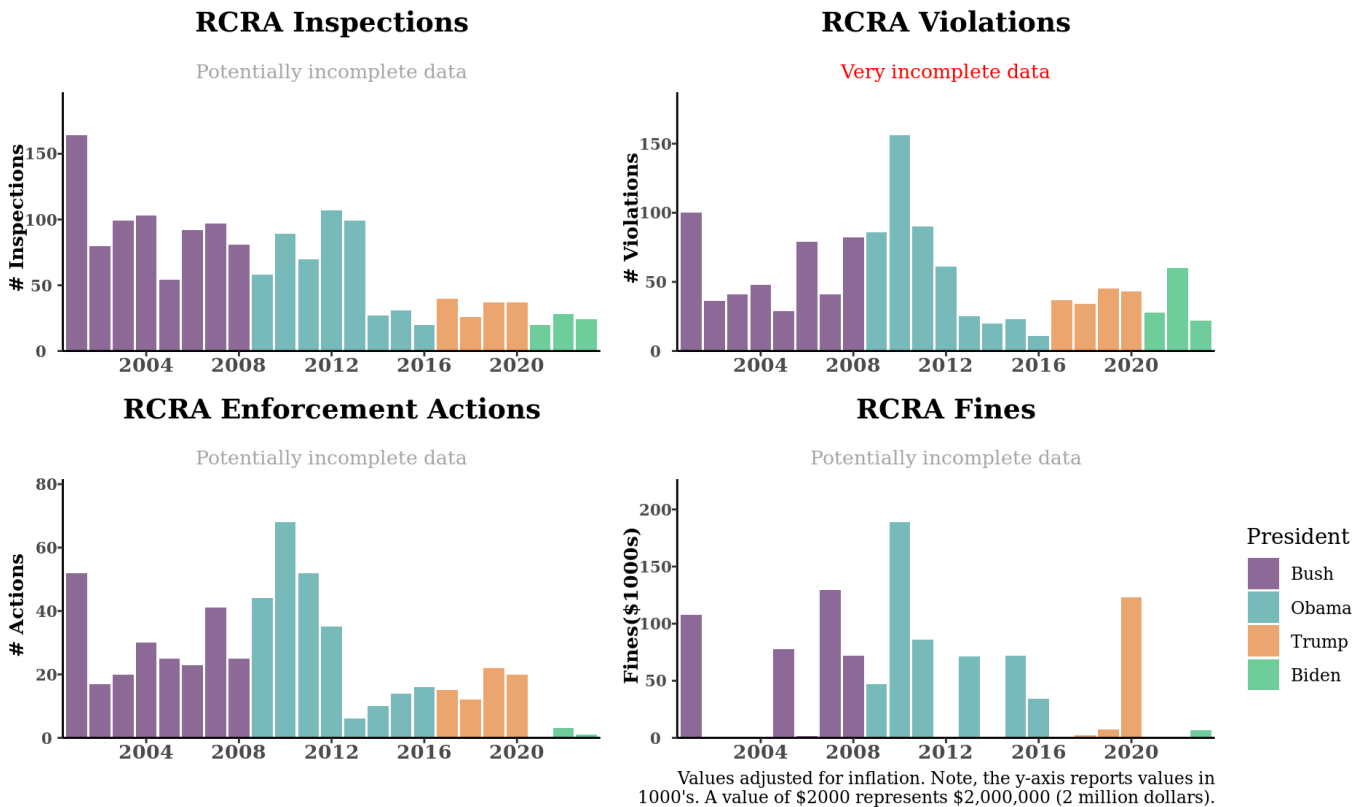 RCRA Inspections
Potentially incomplete data
# Inspections
150
100
50
0
2004 2008 2012 2016 2020
RCRA Violations
Very incomplete data
# Violations
150
100
50
0
2004 2008 2012 2016 2020
RCRA Enforcement Actions
Potentially incomplete data
# Actions
80
60
40
20
0
2004 2008 2012 2016 2020
RCRA Fines
Potentially incomplete data
Fines($1000s)
200
150
100
50
0
2004 2008 2012 2016 2020
President
Bush
Obama
Trump
Biden
Values adjusted for inflation. Note, the y-axis reports values in
1000's. A value of $2000 represents $2,000,000 (2 million dollars).